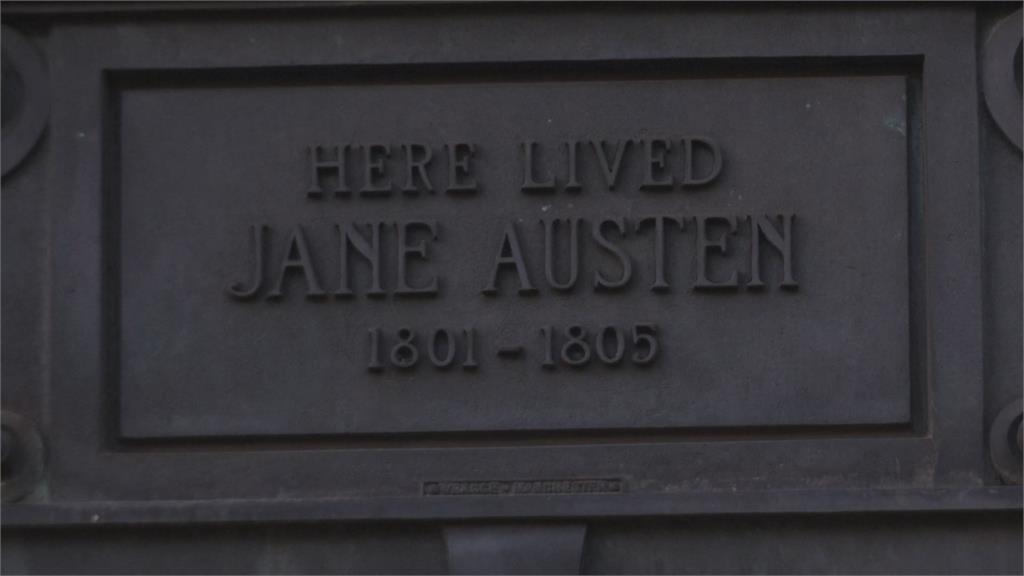 HERE LIVED
JANE AUSTEN
1801-1805